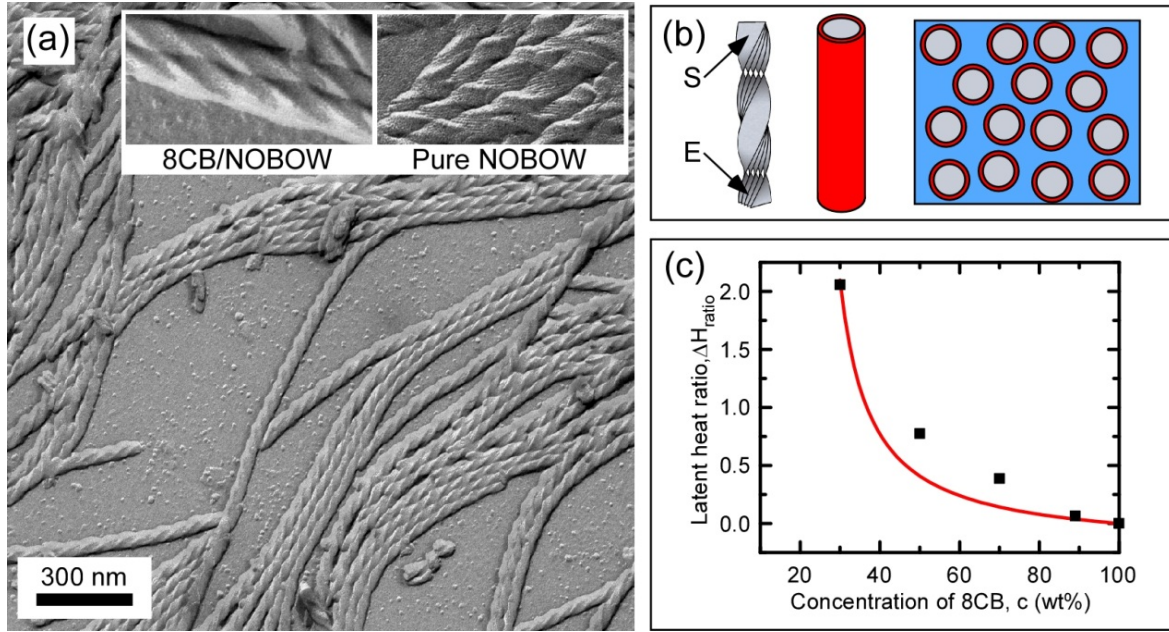 (a)
8CB/NOBOW
Pure NOBOW
300 nm
(b)
S
E
(c)
Latent heat ratio, ΔH_ratio
2.0
1.5
1.0
0.5
0.0
20 40 60 80 100
Concentration of 8CB, c (wt%)